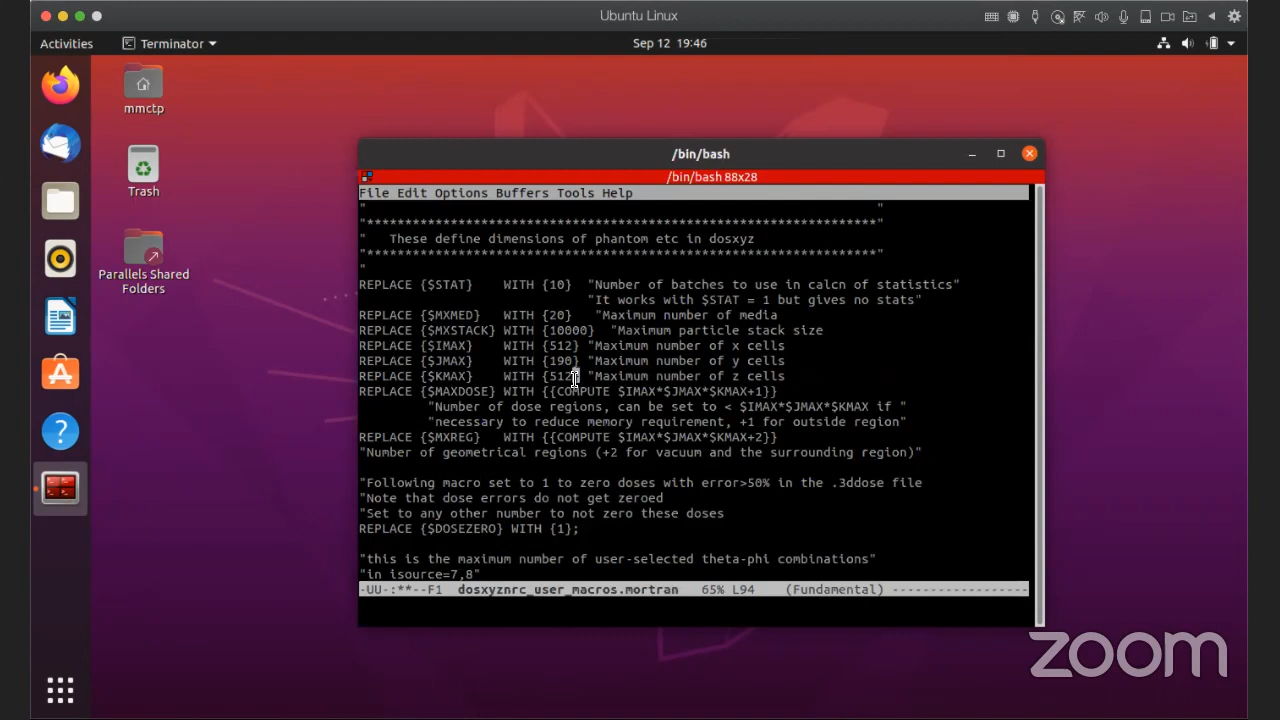 Ubuntu Linux
Activities
Terminator
Sep 12 19:46
mmctp
Trash
Parallels Shared
Folders
/bin/bash
/bin/bash 88x28
File Edit Options Buffers Tools Help
" "
"*******************************************************************"
" These define dimensions of phantom etc in dosxyz
"*******************************************************************"
"
REPLACE {$STAT} WITH {10} "Number of batches to use in calcn of statistics"
"It works with $STAT = 1 but gives no stats"
REPLACE {$MXMED} WITH {20} "Maximum number of media
REPLACE {$MXSTACK} WITH {10000} "Maximum particle stack size
REPLACE {$IMAX} WITH {512} "Maximum number of x cells
REPLACE {$JMAX} WITH {190} "Maximum number of y cells
REPLACE {$KMAX} WITH {512} "Maximum number of z cells
REPLACE {$MAXDOSE} WITH {{COMPUTE $IMAX*$JMAX*$KMAX+1}}
"Number of dose regions, can be set to < $IMAX*$JMAX*$KMAX if "
"necessary to reduce memory requirement, +1 for outside region"
REPLACE {$MXREG} WITH {{COMPUTE $IMAX*$JMAX*$KMAX+2}}
"Number of geometrical regions (+2 for vacuum and the surrounding region)"
"Following macro set to 1 to zero doses with error>50% in the .3ddose file
"Note that dose errors do not get zeroed
"Set to any other number to not zero these doses
REPLACE {$DOSEZERO} WITH {1};
"this is the maximum number of user-selected theta-phi combinations"
"in isource=7,8"
-UU-:**--F1 dosxyznrc_user_macros.mortran 65% L94 (Fundamental) ------------------
zoom